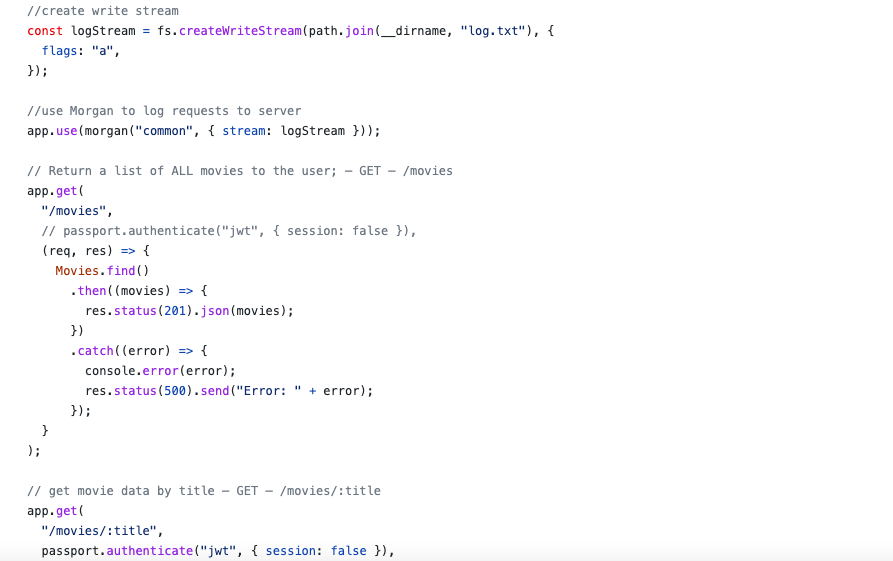 //create write stream
const logStream = fs.createWriteStream(path.join(__dirname, "log.txt"), {
  flags: "a",
});

//use Morgan to log requests to server
app.use(morgan("common", { stream: logStream }));

// Return a list of ALL movies to the user; – GET – /movies
app.get(
  "/movies",
  // passport.authenticate("jwt", { session: false }),
  (req, res) => {
    Movies.find()
      .then((movies) => {
        res.status(201).json(movies);
      })
      .catch((error) => {
        console.error(error);
        res.status(500).send("Error: " + error);
      });
  }
);

// get movie data by title – GET – /movies/:title
app.get(
  "/movies/:title",
  passport.authenticate("jwt", { session: false }),